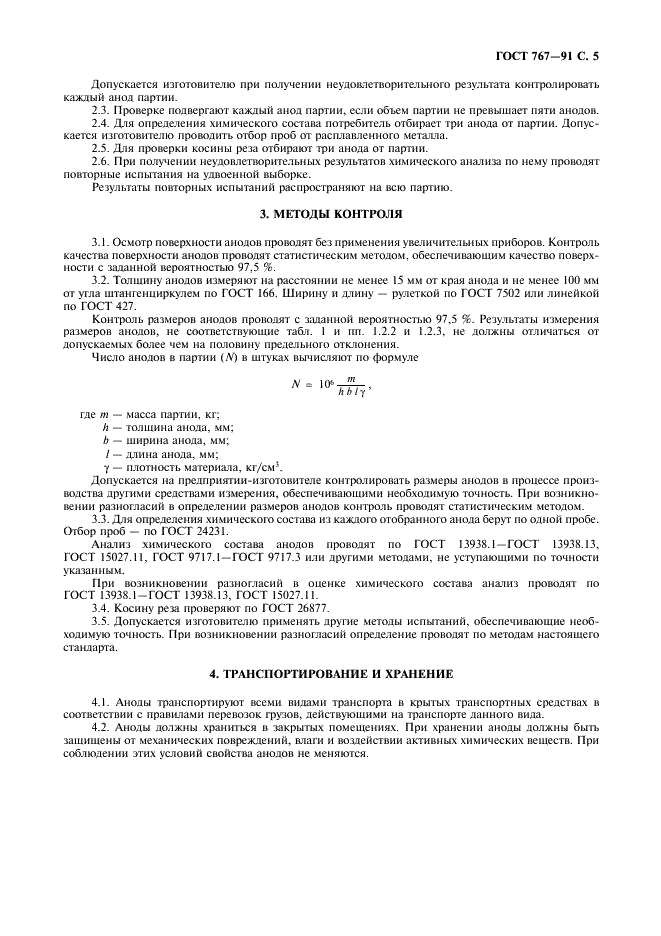 ГОСТ 767—91 С. 5
Допускается изготовителю при получении неудовлетворительного результата контролировать
каждый анод партии.
2.3. Проверке подвергают каждый анод партии, если объем партии не превышает пяти анодов.
2.4. Для определения химического состава потребитель отбирает три анода от партии. Допус-
кается изготовителю проводить отбор проб от расплавленного металла.
2.5. Для проверки косины реза отбирают три анода от партии.
2.6. При получении неудовлетворительных результатов химического анализа по нему проводят
повторные испытания на удвоенной выборке.
Результаты повторных испытаний распространяют на всю партию.
3. МЕТОДЫ КОНТРОЛЯ
3.1. Осмотр поверхности анодов проводят без применения увеличительных приборов. Контроль
качества поверхности анодов проводят статистическим методом, обеспечивающим качество поверх-
ности с заданной вероятностью 97,5 %.
3.2. Толщину анодов измеряют на расстоянии не менее 15 мм от края анода и не менее 100 мм
от угла штангенциркулем по ГОСТ 166. Ширину и длину — рулеткой по ГОСТ 7502 или линейкой
по ГОСТ 427.
Контроль размеров анодов проводят с заданной вероятностью 97,5 %. Результаты измерения
размеров анодов, не соответствующие табл. 1 и пп. 1.2.2 и 1.2.3, не должны отличаться от
допускаемых более чем на половину предельного отклонения.
Число анодов в партии (N) в штуках вычисляют по формуле
N = 10⁶ m / h b l γ ,
где m — масса партии, кг;
h — толщина анода, мм;
b — ширина анода, мм;
l — длина анода, мм;
γ — плотность материала, кг/см³.
Допускается на предприятии-изготовителе контролировать размеры анодов в процессе произ-
водства другими средствами измерения, обеспечивающими необходимую точность. При возникно-
вении разногласий в определении размеров анодов контроль проводят статистическим методом.
3.3. Для определения химического состава из каждого отобранного анода берут по одной пробе.
Отбор проб — по ГОСТ 24231.
Анализ химического состава анодов проводят по ГОСТ 13938.1—ГОСТ 13938.13,
ГОСТ 15027.11, ГОСТ 9717.1—ГОСТ 9717.3 или другими методами, не уступающими по точности
указанным.
При возникновении разногласий в оценке химического состава анализ проводят по
ГОСТ 13938.1—ГОСТ 13938.13, ГОСТ 15027.11.
3.4. Косину реза проверяют по ГОСТ 26877.
3.5. Допускается изготовителю применять другие методы испытаний, обеспечивающие необ-
ходимую точность. При возникновении разногласий определение проводят по методам настоящего
стандарта.
4. ТРАНСПОРТИРОВАНИЕ И ХРАНЕНИЕ
4.1. Аноды транспортируют всеми видами транспорта в крытых транспортных средствах в
соответствии с правилами перевозок грузов, действующими на транспорте данного вида.
4.2. Аноды должны храниться в закрытых помещениях. При хранении аноды должны быть
защищены от механических повреждений, влаги и воздействии активных химических веществ. При
соблюдении этих условий свойства анодов не меняются.